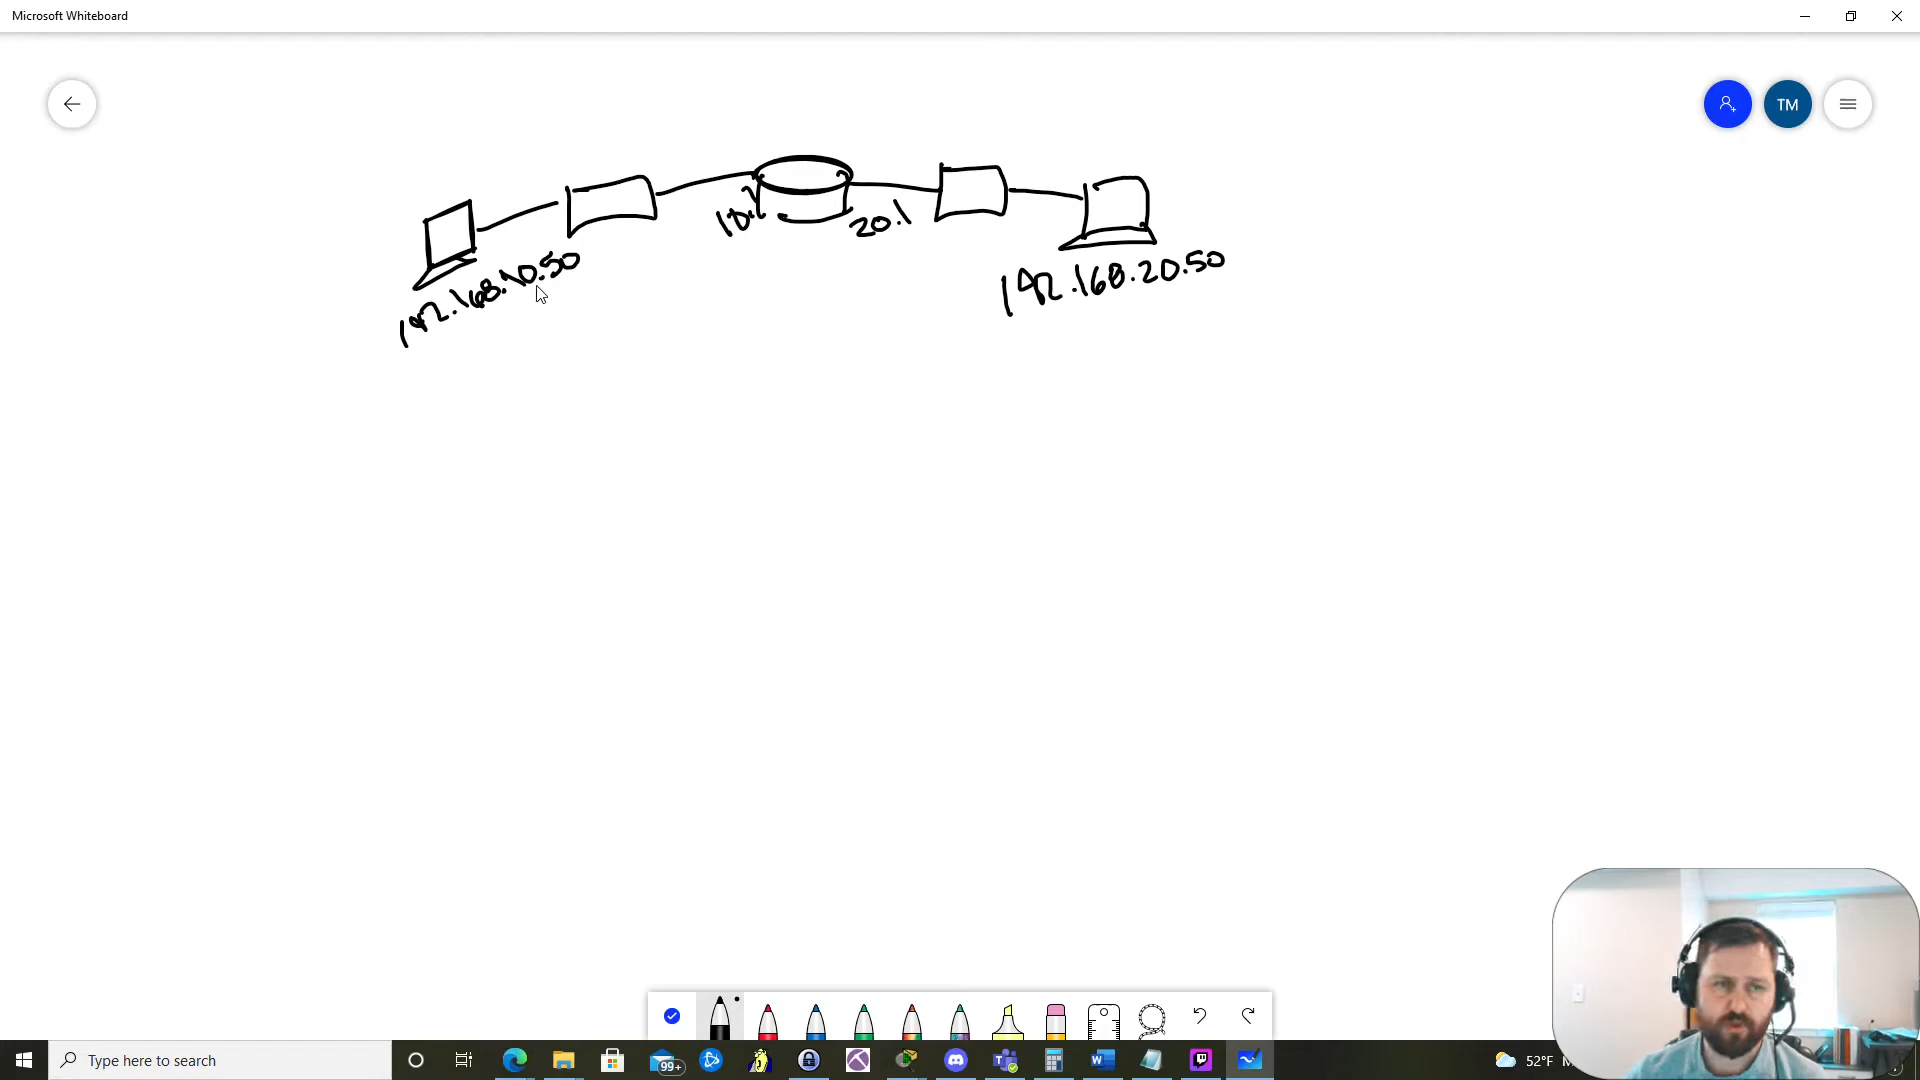 Microsoft Whiteboard
TM
10.1
20.1
192.168.10.50
192.168.20.50
Type here to search
99+
52°F